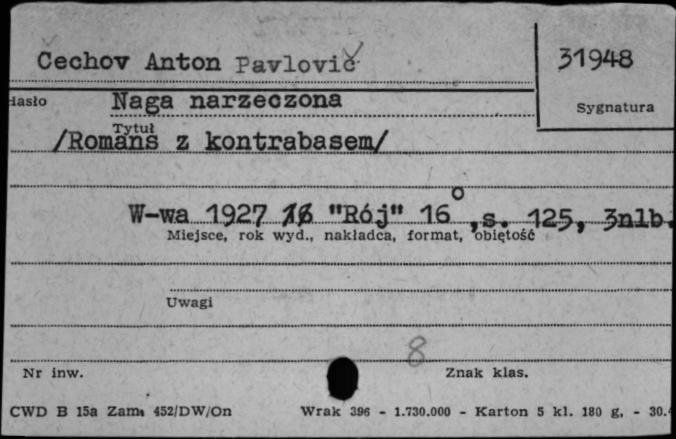 Čechov Anton Pavlovič
31948
Hasło
Naga narzeczona
Sygnatura
Tytuł
/Romans z kontrabasem/
W-wa 1927 "Rój" 16°, s. 125, 3nlb.
Miejsce, rok wyd., nakładca, format, objętość
Uwagi
8
Nr inw.
Znak klas.
CWD B 15a Zam. 452/DW/On
Wrak 396 - 1.730.000 - Karton 5 kl. 180 g, - 30.4